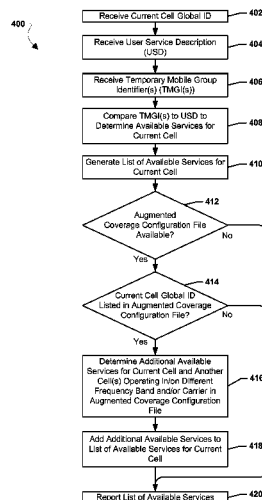 400
Receive Current Cell Global ID
402
Receive User Service Description
(USD)
404
Receive Temporary Mobile Group
Identifier(s) (TMGI(s))
406
Compare TMGI(s) to USD to
Determine Available Services for
Current Cell
408
Generate List of Available Services for
Current Cell
410
412
Augmented
Coverage Configuration File
Available?
No
Yes
414
Current Cell Global ID
Listed in Augmented Coverage
Configuration File?
No
Yes
Determine Additional Available
Services for Current Cell and Another
Cell(s) Operating In/on Different
Frequency Band and/or Carrier in
Augmented Coverage Configuration
File
416
Add Additional Available Services to
List of Available Services for Current
Cell
418
Report List of Available Services
420